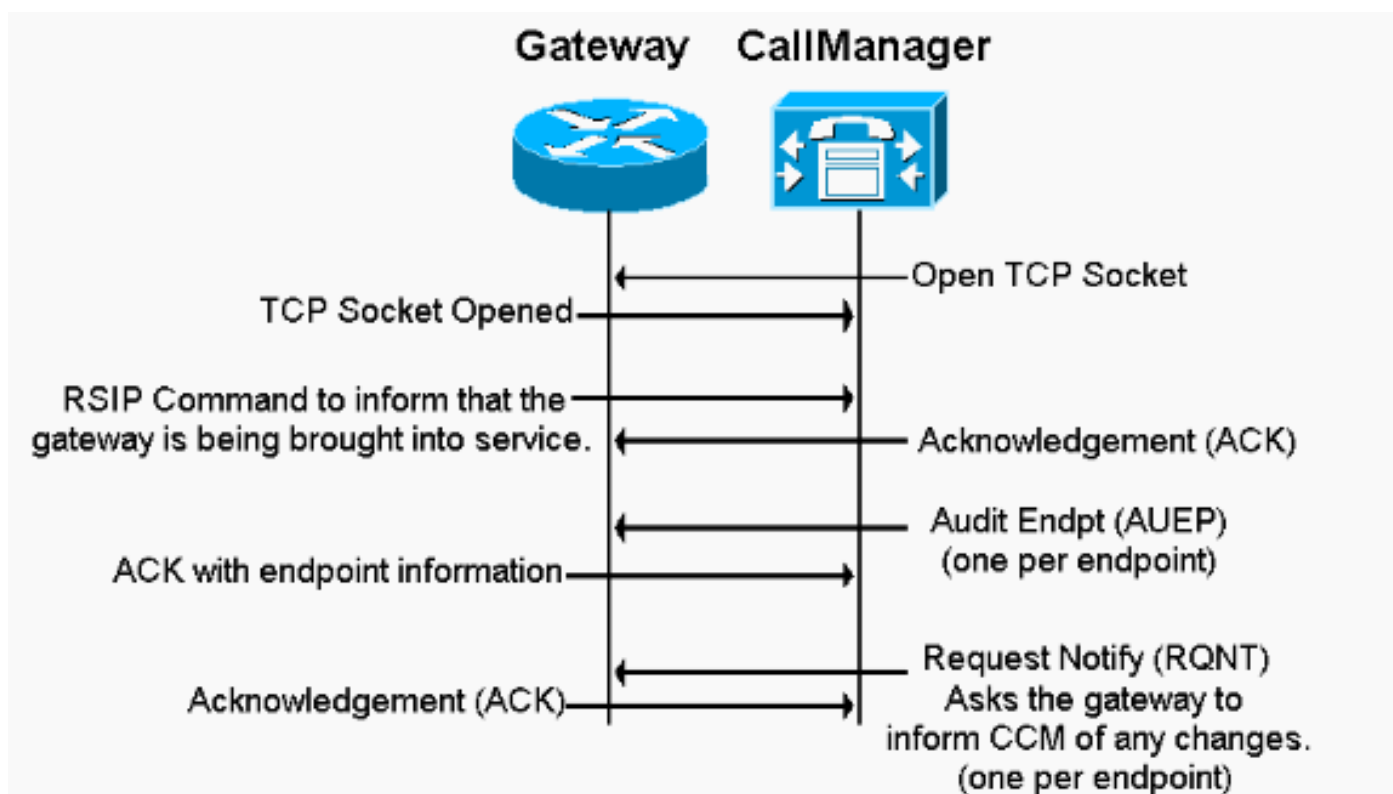 Gateway CallManager
Open TCP Socket
TCP Socket Opened
RSIP Command to inform that the
gateway is being brought into service.
Acknowledgement (ACK)
Audit Endpt (AUEP)
(one per endpoint)
ACK with endpoint information
Request Notify (RQNT)
Acknowledgement (ACK)
Asks the gateway to
inform CCM of any changes.
(one per endpoint)